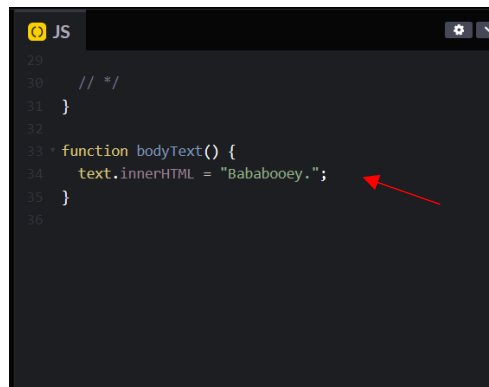 JS
29
30 // */
31 }
32
33 function bodyText() {
34 text.innerHTML = "Bababooey.";
35 }
36